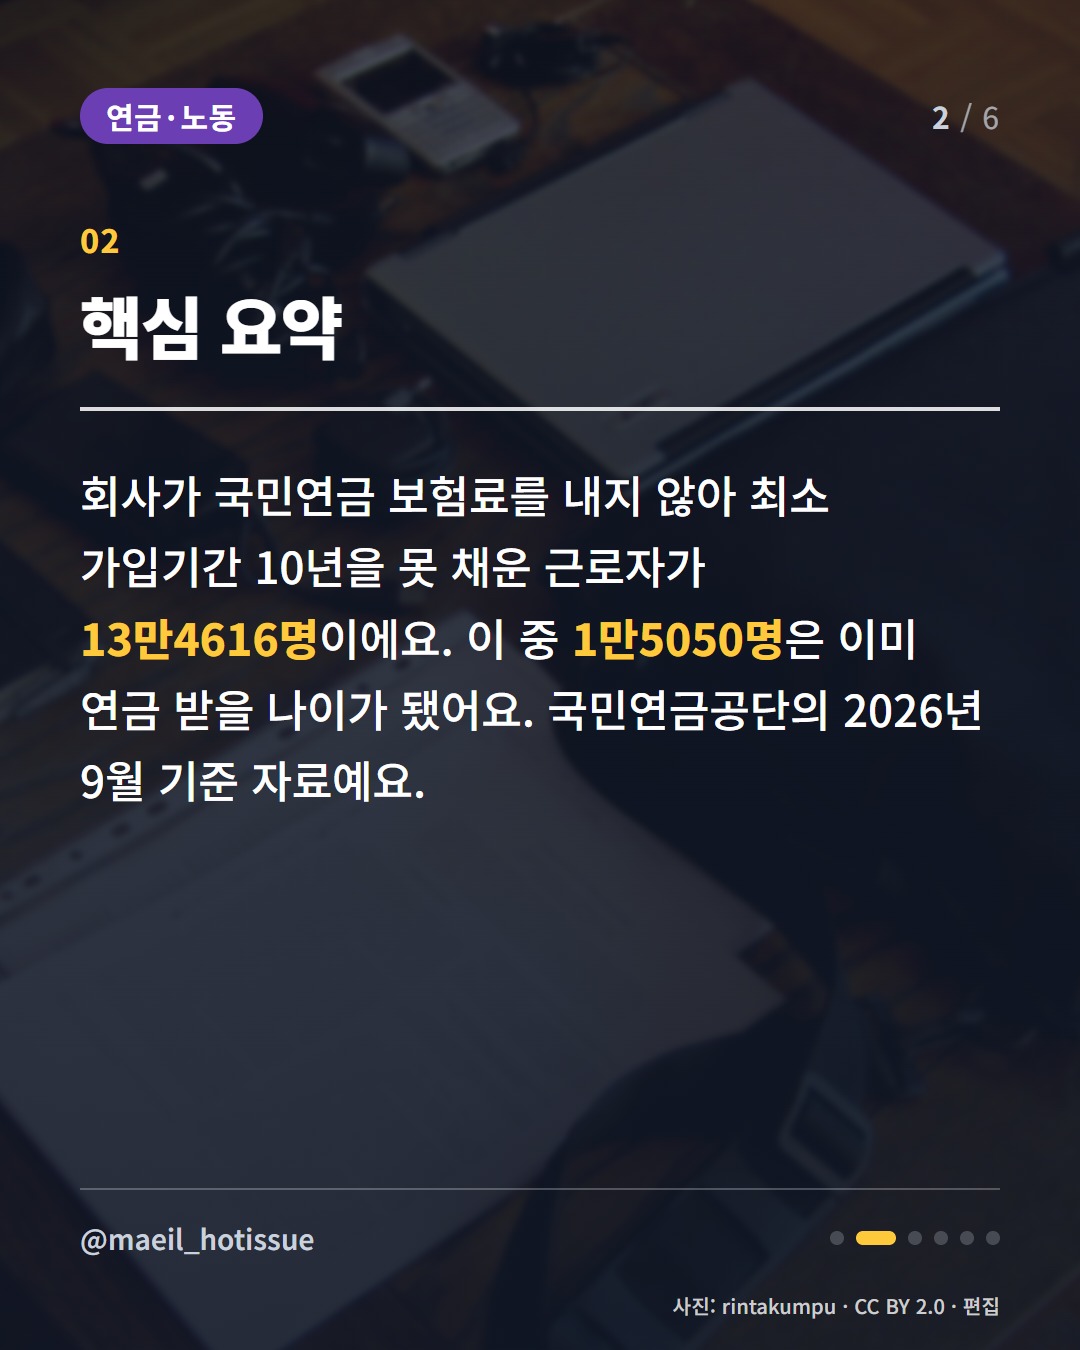 연금·노동
2 / 6
02
핵심 요약
회사가 국민연금 보험료를 내지 않아 최소
가입기간 10년을 못 채운 근로자가
13만4616명이에요. 이 중 1만5050명은 이미
연금 받을 나이가 됐어요. 국민연금공단의 2026년
9월 기준 자료예요.
@maeil_hotissue
사진: rintakumpu · CC BY 2.0 · 편집